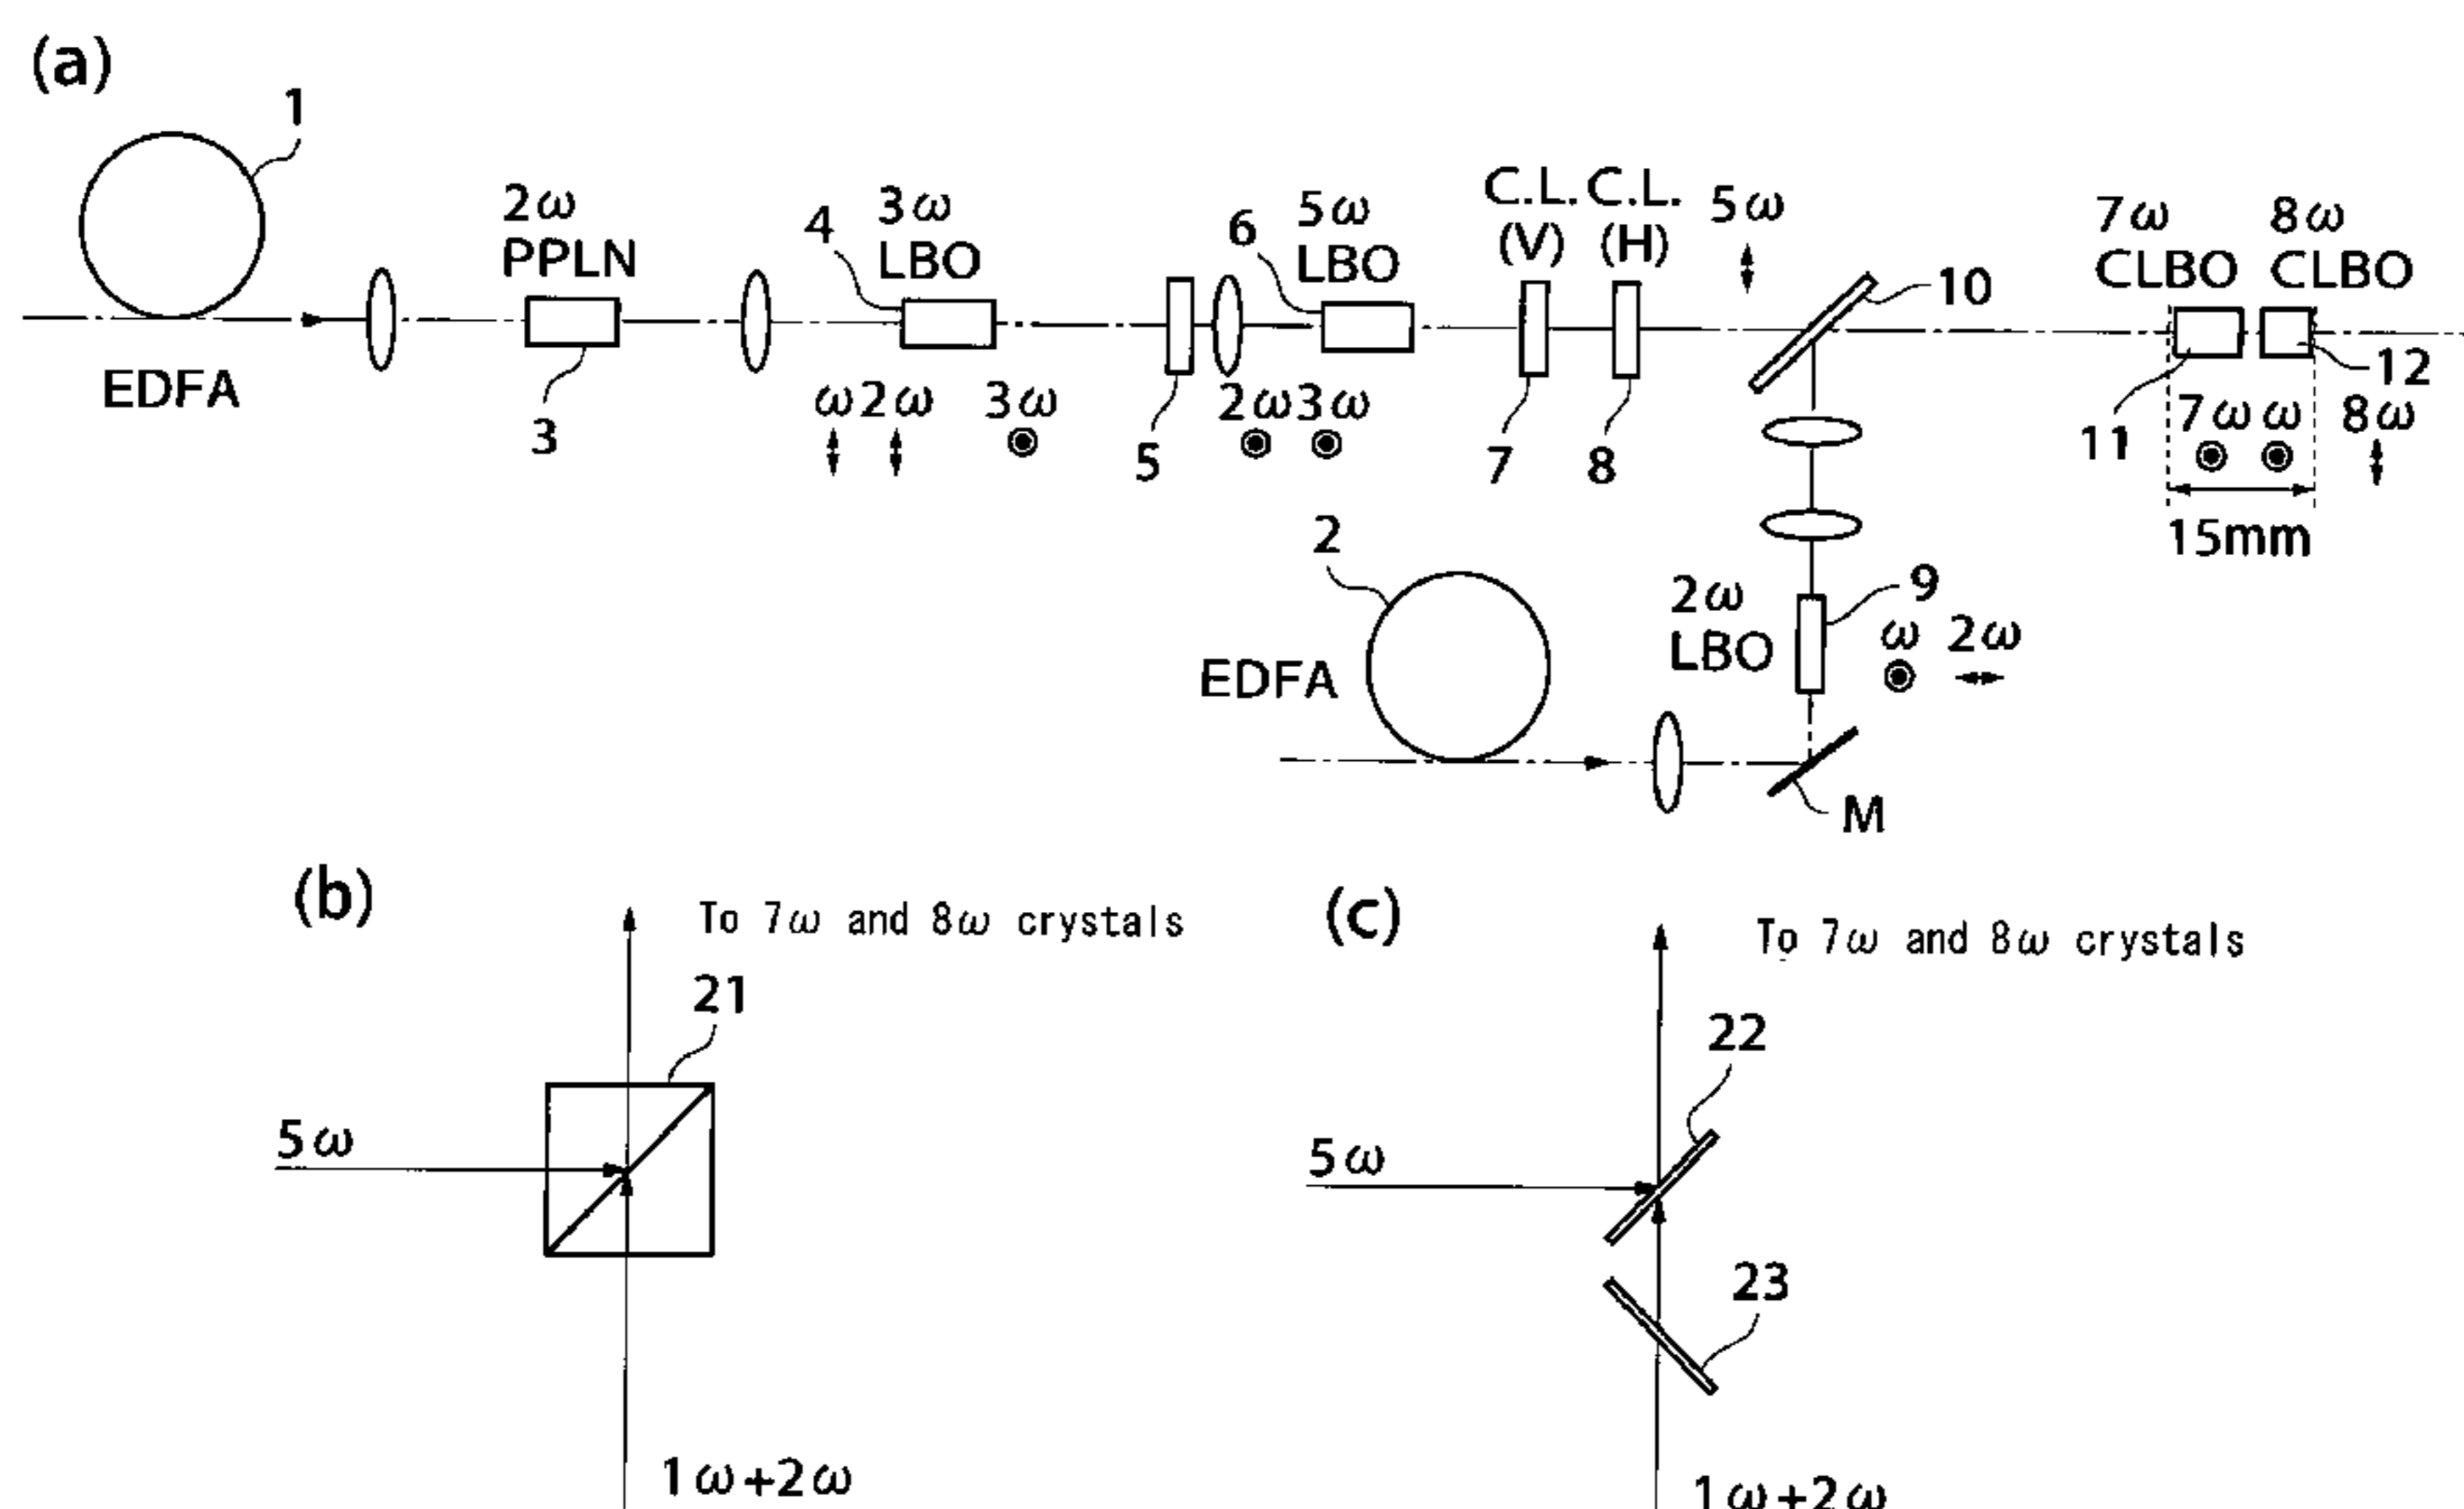 (a)
1
2ω
PPLN
EDFA
3
4
3ω
LBO
ω 2ω
3ω
5
6
5ω
LBO
2ω 3ω
C.L. C.L.
(V) (H)
7
8
5ω
10
7ω
CLBO
8ω
CLBO
11
12
7ω ω
8ω
15mm
2
EDFA
2ω
LBO
9
ω 2ω
M
(b)
To 7ω and 8ω crystals
21
5ω
1ω+2ω
(c)
To 7ω and 8ω crystals
22
5ω
23
1ω+2ω